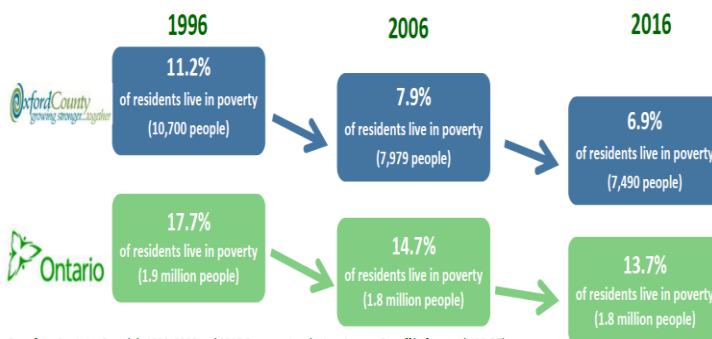 1996
2006
2016
OxfordCounty
growing stronger...together
11.2%
of residents live in poverty
(10,700 people)
7.9%
of residents live in poverty
(7,979 people)
6.9%
of residents live in poverty
(7,490 people)
Ontario
17.7%
of residents live in poverty
(1.9 million people)
14.7%
of residents live in poverty
(1.8 million people)
13.7%
of residents live in poverty
(1.8 million people)